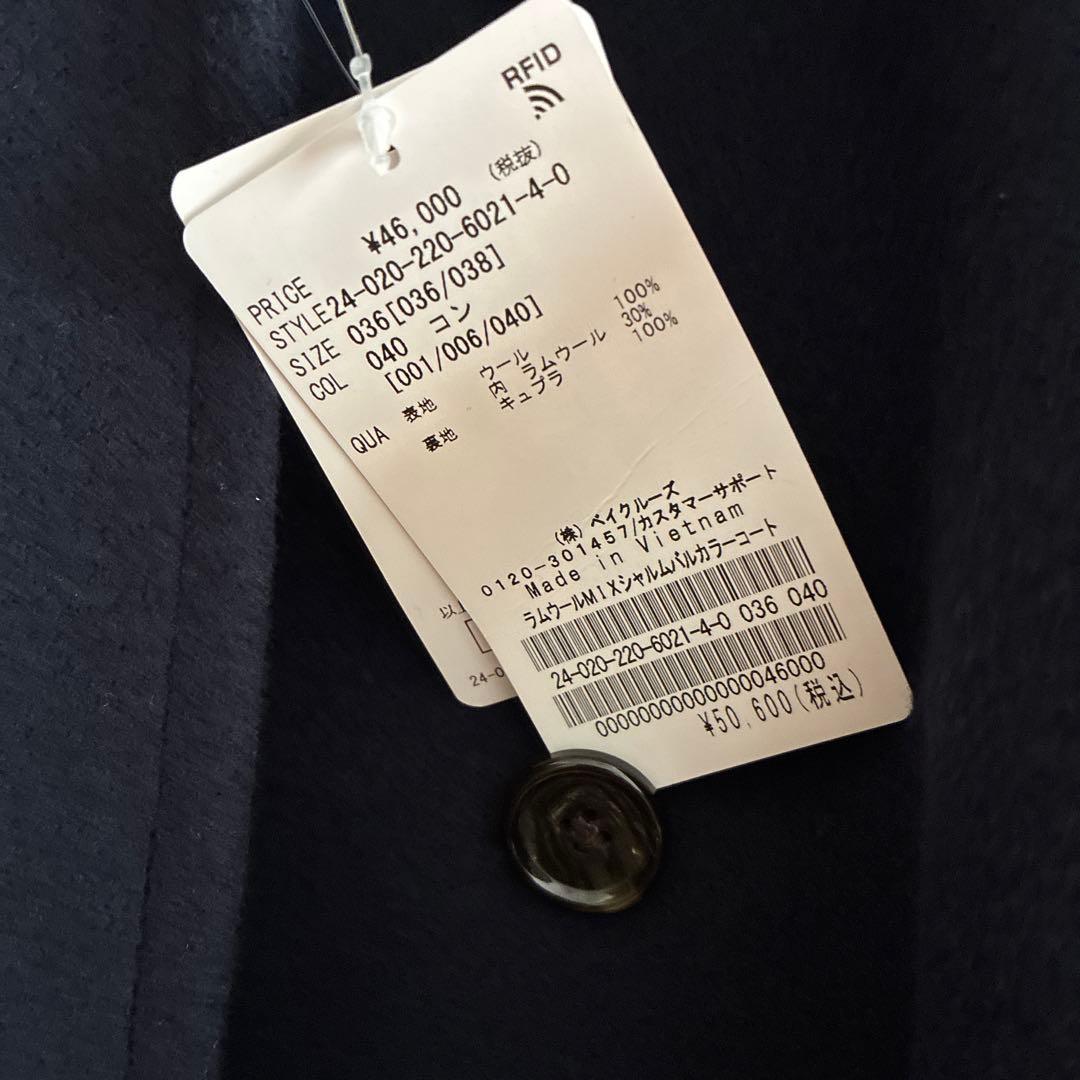 RFID
PRICE ¥46,000 (税抜)
STYLE24-020-220-6021-4-0
SIZE 036[036/038]
COL 040 コン
[001/006/040]
QUA 表地 ウール 100%
内 ラムウール 30%
裏地 キュプラ 100%
(株) ベイクルーズ
0120-301457/カスタマーサポート
Made in Vietnam
ラムウールMIXシャルムバルカラーコート
24-020-220-6021-4-0 036 040
0000000000000046000
¥50,600(税込)
以上
24-0